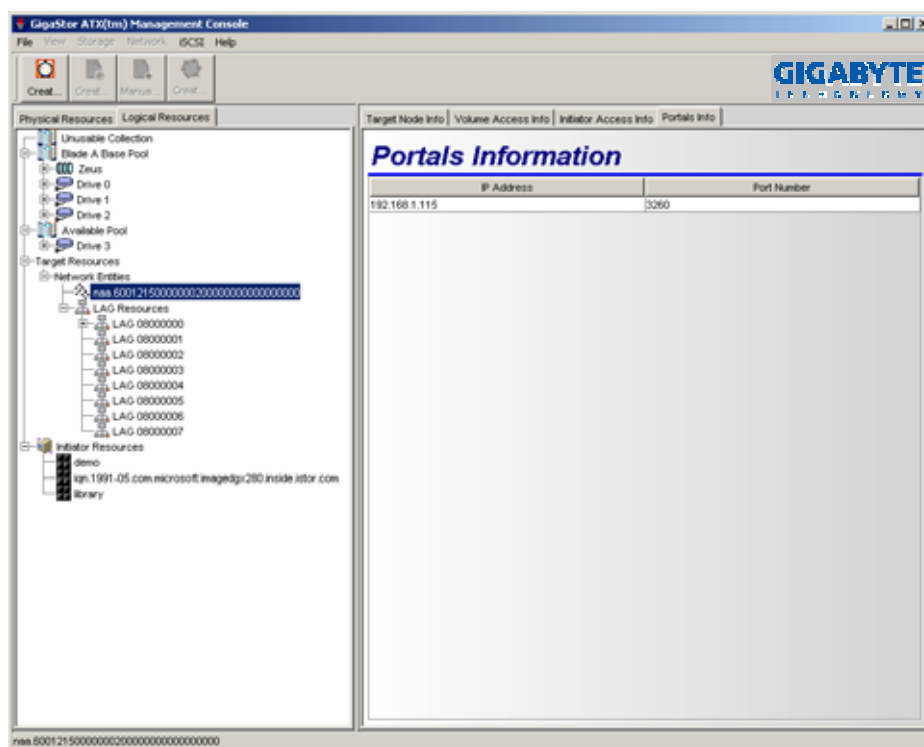 GigaStor ATX(tm) Management Console
File View Storage Network iSCSI Help
Creat... Creat... Manua... Creat...
GIGABYTE
TECHNOLOGY
Physical Resources Logical Resources
Target Node Info Volume Access Info Initiator Access Info Portals Info
Unusable Collection
Blade A Base Pool
Zeus
Drive 0
Drive 1
Drive 2
Available Pool
Drive 3
Target Resources
Network Entities
LAG Resources
LAG 08000000
LAG 08000001
LAG 08000002
LAG 08000003
LAG 08000004
LAG 08000005
LAG 08000006
LAG 08000007
Initiator Resources
demo
iqn.1991-05.com.microsoft:imagedgx280.inside.istor.com
library
Portals Information
IP Address Port Number
192.168.1.115 3260